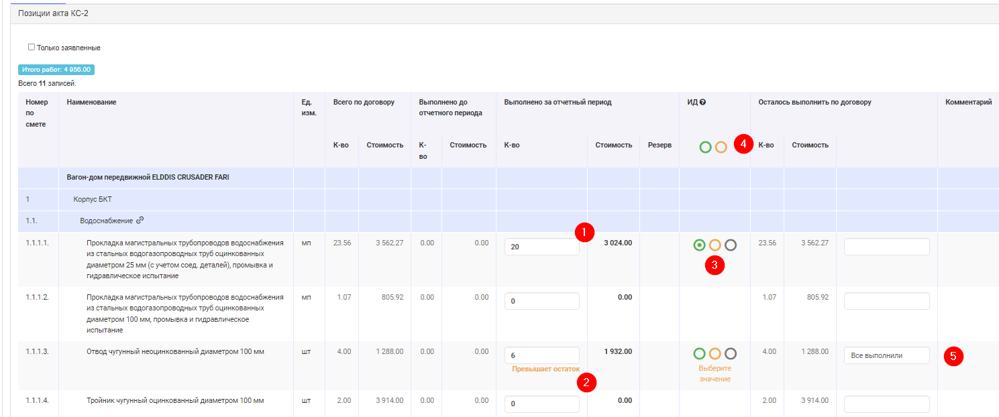 Позиции акта КС-2
Только заявленные
Итого работ: 4 956.00
Всего 11 записей.
Номер по смете
Наименование
Ед. изм.
Всего по договору
Выполнено до отчетного периода
Выполнено за отчетный период
ИД ?
Осталось выполнить по договору
Комментарий
К-во
Стоимость
К-во
Стоимость
К-во
Стоимость
Резерв
4
К-во
Стоимость
Вагон-дом передвижной ELDDIS CRUSADER FARI
1 Корпус БКТ
1.1. Водоснабжение
1
1.1.1.1. Прокладка магистральных трубопроводов водоснабжения мп 23.56 3 562.27 0.00 0.00 20 3 024.00 23.56 3 562.27
из стальных водогазопроводных труб оцинкованных
диаметром 25 мм (с учетом соед. деталей), промывка и
гидравлическое испытание
3
1.1.1.2. Прокладка магистральных трубопроводов водоснабжения мп 1.07 805.92 0.00 0.00 0 0.00 1.07 805.92
из стальных водогазопроводных труб оцинкованных
диаметром 100 мм, промывка и гидравлическое
испытание
1.1.1.3. Отвод чугунный неоцинкованный диаметром 100 мм шт 4.00 1 288.00 0.00 0.00 6 1 932.00 4.00 1 288.00 Все выполнили 5
Превышает остаток
Выберите
значение
2
1.1.1.4. Тройник чугунный оцинкованный диаметром 100 мм шт 2.00 3 914.00 0.00 0.00 0 0.00 2.00 3 914.00